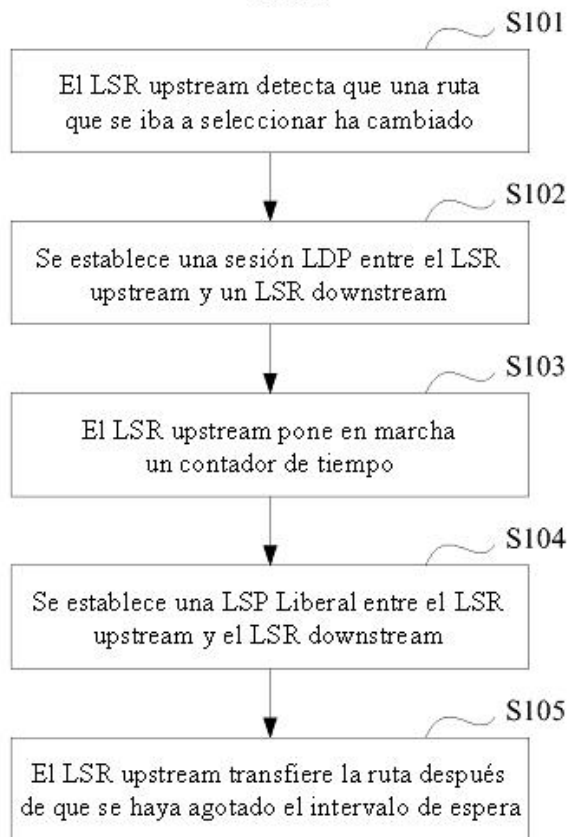 S101
El LSR upstream detecta que una ruta
que se iba a seleccionar ha cambiado
S102
Se establece una sesión LDP entre el LSR
upstream y un LSR downstream
S103
El LSR upstream pone en marcha
un contador de tiempo
S104
Se establece una LSP Liberal entre el LSR
upstream y el LSR downstream
S105
El LSR upstream transfiere la ruta después
de que se haya agotado el intervalo de espera